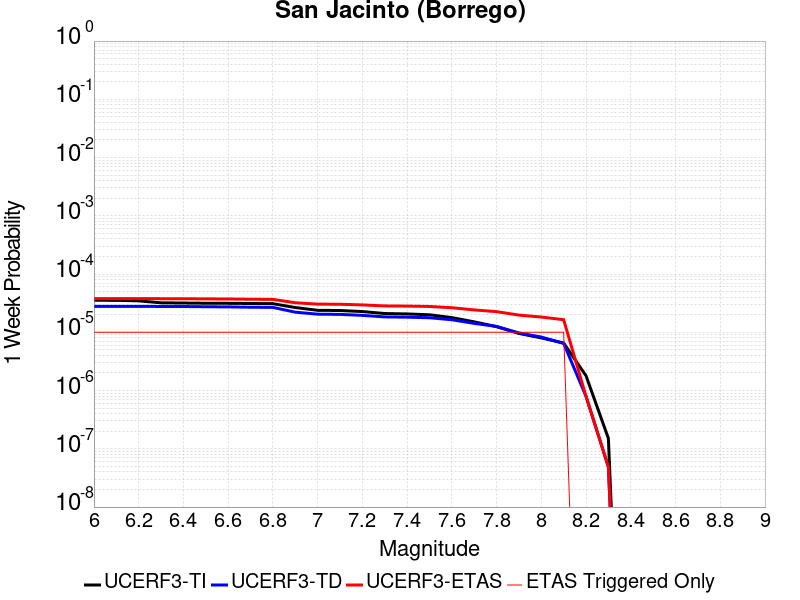 San Jacinto (Borrego)
10 0
10 -1
10 -2
10 -3
10 -4
10 -5
10 -6
10 -7
10 -8
1 Week Probability
6 6.2 6.4 6.6 6.8 7 7.2 7.4 7.6 7.8 8 8.2 8.4 8.6 8.8 9
Magnitude
UCERF3-TI UCERF3-TD UCERF3-ETAS ETAS Triggered Only